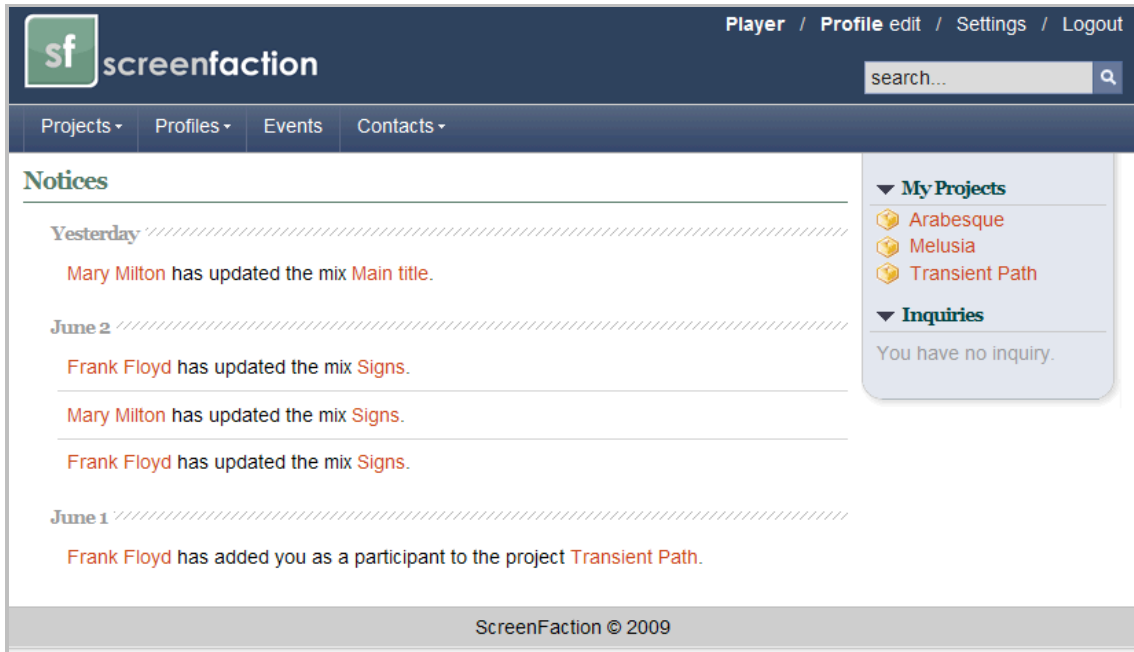 sf screenfaction
Player / Profile edit / Settings / Logout
search...
Projects Profiles Events Contacts
Notices
Yesterday
Mary Milton has updated the mix Main title.
June 2
Frank Floyd has updated the mix Signs.
Mary Milton has updated the mix Signs.
Frank Floyd has updated the mix Signs.
June 1
Frank Floyd has added you as a participant to the project Transient Path.
My Projects
Arabesque
Melusia
Transient Path
Inquiries
You have no inquiry.
ScreenFaction © 2009